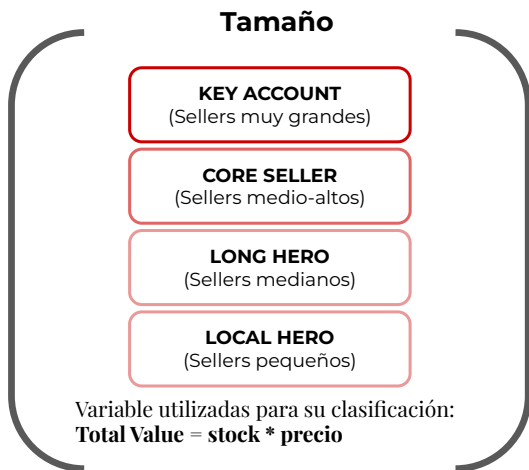 Tamaño
KEY ACCOUNT
(Sellers muy grandes)
CORE SELLER
(Sellers medio-altos)
LONG HERO
(Sellers medianos)
LOCAL HERO
(Sellers pequeños)
Variable utilizadas para su clasificación:
Total Value = stock * precio